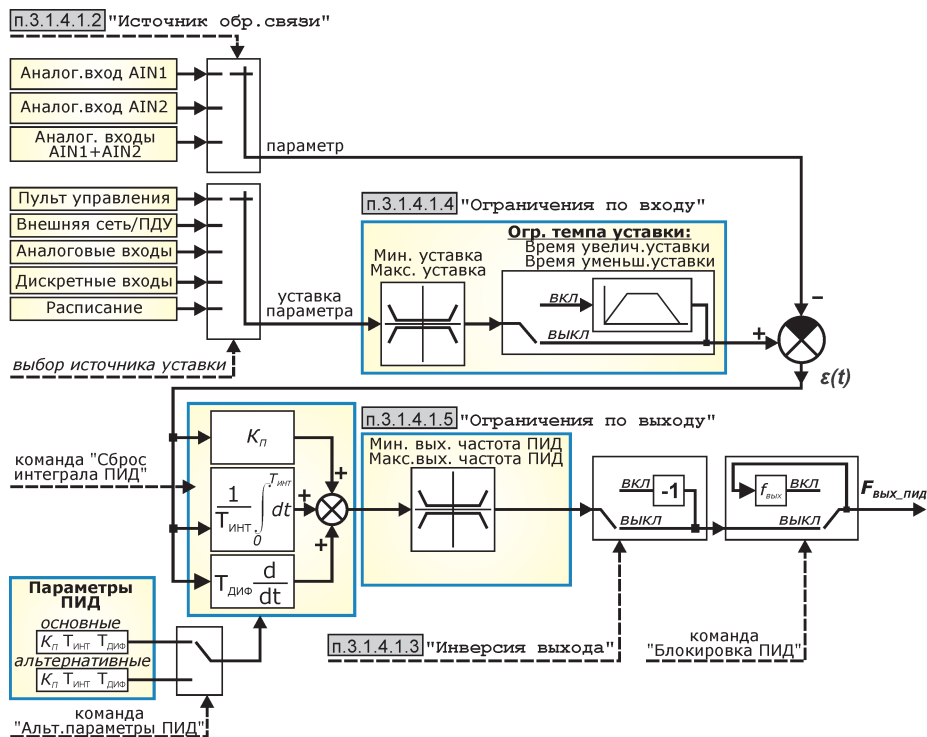 п.3.1.4.1.2 "Источник обр.связи"
Аналог.вход AIN1
Аналог.вход AIN2
Аналог. входы
AIN1+AIN2
параметр
Пульт управления
Внешняя сеть/ПДУ
Аналоговые входы
Дискретные входы
Расписание
уставка
параметра
выбор источника уставки
п.3.1.4.1.4 "Ограничения по входу"
Огр. темпа уставки:
Время увелич.уставки
Время уменьш.уставки
Мин. уставка
Макс. уставка
вкл
выкл
−
+
ε(t)
команда "Сброс
интеграла ПИД"
КП
1
ТИНТ
ТИНТ
∫ dt
0
ТДИФ d
dt
+
+
+
п.3.1.4.1.5 "Ограничения по выходу"
Мин. вых. частота ПИД
Макс.вых. частота ПИД
вкл -1
выкл
fвых вкл
выкл
FВЫХ_ПИД
Параметры
ПИД
основные
КП ТИНТ ТДИФ
альтернативные
КП ТИНТ ТДИФ
команда
"Альт.параметры ПИД"
п.3.1.4.1.3 "Инверсия выхода"
команда
"Блокировка ПИД"